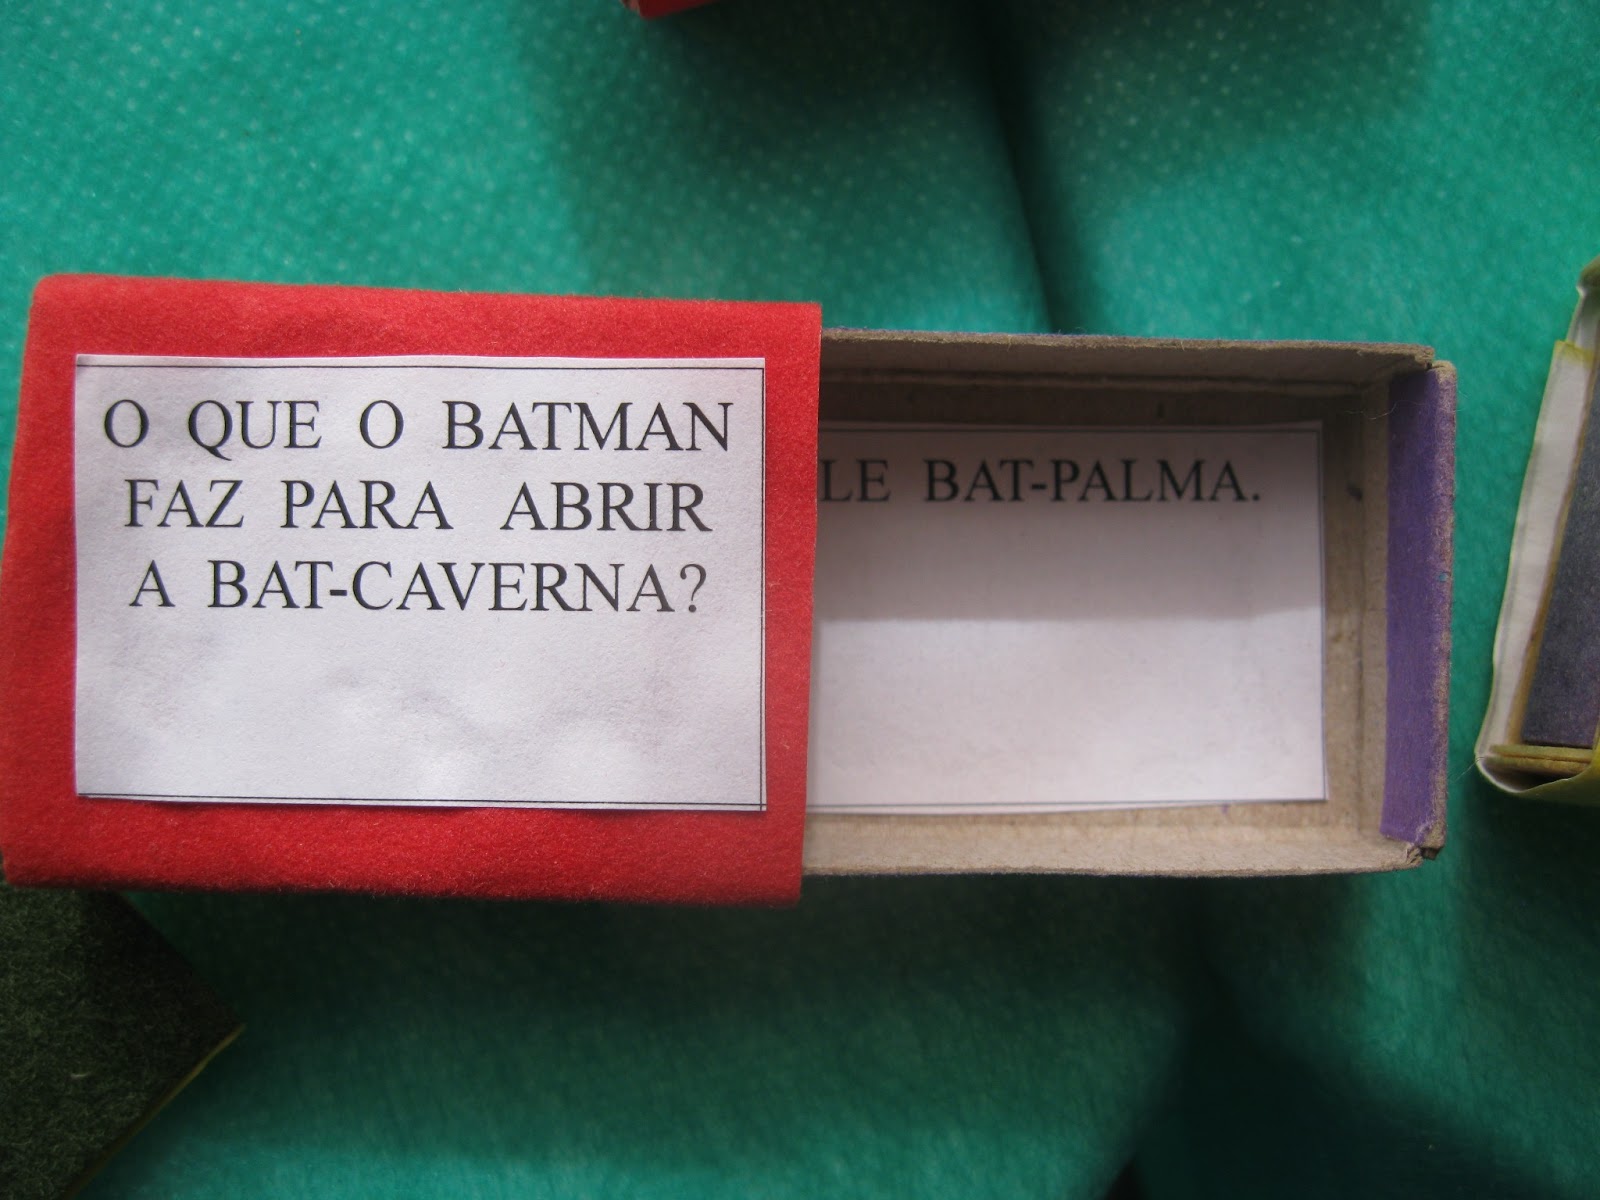 O QUE O BATMAN
FAZ PARA ABRIR
A BAT-CAVERNA?
LE BAT-PALMA.